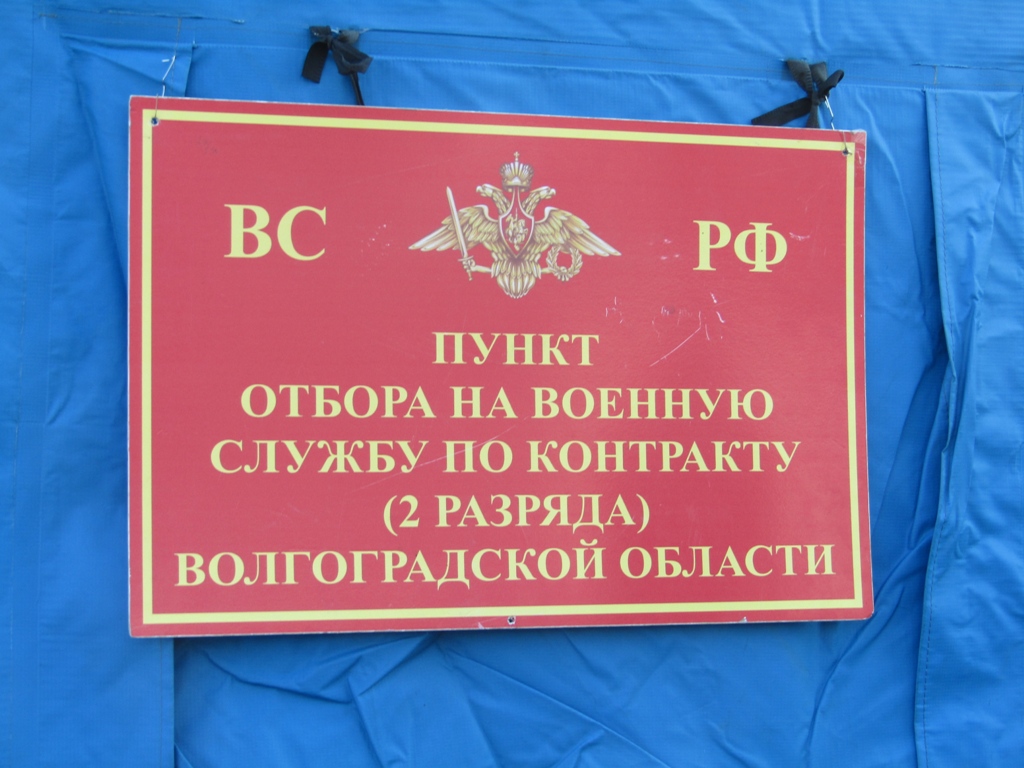 ВС РФ
ПУНКТ
ОТБОРА НА ВОЕННУЮ
СЛУЖБУ ПО КОНТРАКТУ
(2 РАЗРЯДА)
ВОЛГОГРАДСКОЙ ОБЛАСТИ